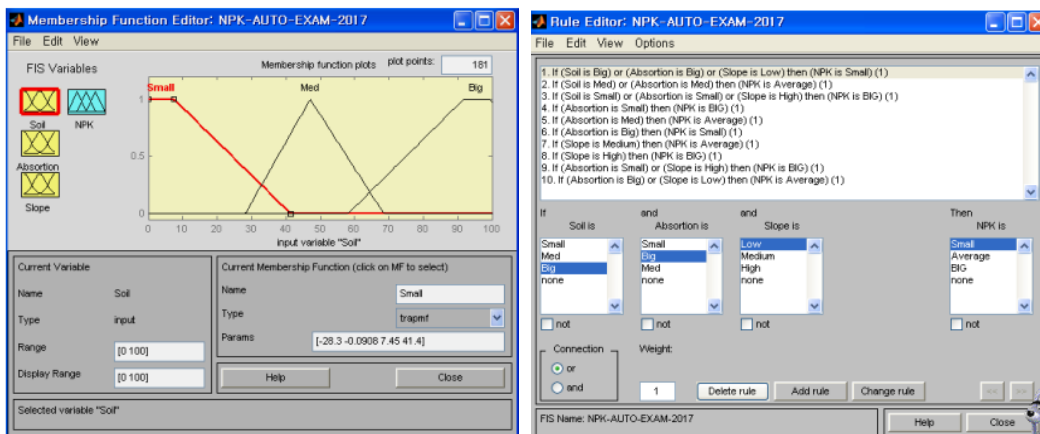 Membership Function Editor: NPK-AUTO-EXAM-2017
File Edit View
FIS Variables
Soil
NPK
Absortion
Slope
Membership function plots
plot points:
181
Small
Med
Big
1
0.5
0
0 10 20 30 40 50 60 70 80 90 100
input variable "Soil"
Current Variable
Name Soil
Type input
Range [0 100]
Display Range [0 100]
Current Membership Function (click on MF to select)
Name Small
Type trapmf
Params [-28.3 -0.0908 7.45 41.4]
Help
Close
Selected variable "Soil"
Rule Editor: NPK-AUTO-EXAM-2017
File Edit View Options
1. If (Soil is Big) or (Absortion is Big) or (Slope is Low) then (NPK is Small) (1)
2. If (Soil is Med) or (Absortion is Med) then (NPK is Average) (1)
3. If (Soil is Small) or (Absortion is Small) or (Slope is High) then (NPK is BIG) (1)
4. If (Absortion is Small) then (NPK is BIG) (1)
5. If (Absortion is Med) then (NPK is Average) (1)
6. If (Absortion is Big) then (NPK is Small) (1)
7. If (Slope is Medium) then (NPK is Average) (1)
8. If (Slope is High) then (NPK is BIG) (1)
9. If (Absortion is Small) or (Slope is High) then (NPK is BIG) (1)
10. If (Absortion is Big) or (Slope is Low) then (NPK is Average) (1)
If
Soil is
Small
Med
Big
none
not
and
Absortion is
Small
Big
Med
none
not
and
Slope is
Low
Medium
High
none
not
Then
NPK is
Small
Average
BIG
none
not
Connection
or
and
Weight:
1
Delete rule
Add rule
Change rule
<<
>>
FIS Name: NPK-AUTO-EXAM-2017
Help
Close